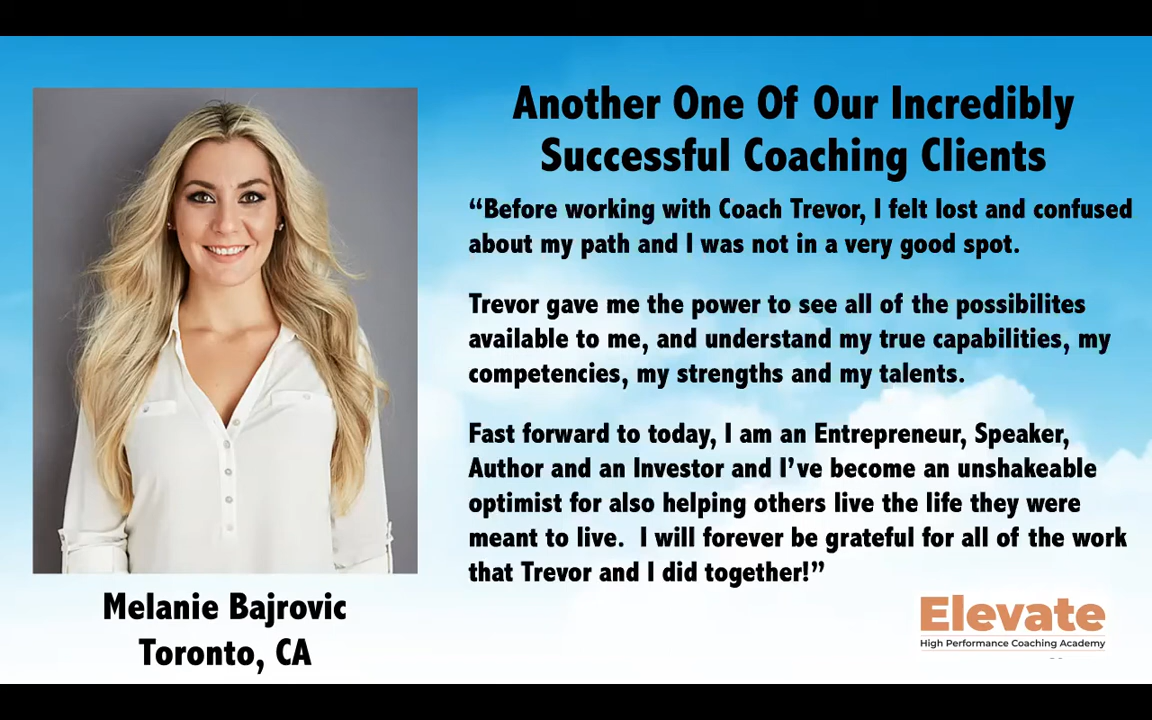 Another One Of Our Incredibly
Successful Coaching Clients
“Before working with Coach Trevor, I felt lost and confused
about my path and I was not in a very good spot.
Trevor gave me the power to see all of the possibilites
available to me, and understand my true capabilities, my
competencies, my strengths and my talents.
Fast forward to today, I am an Entrepreneur, Speaker,
Author and an Investor and I’ve become an unshakeable
optimist for also helping others live the life they were
meant to live.  I will forever be grateful for all of the work
that Trevor and I did together!”
Melanie Bajrovic
Toronto, CA
Elevate
High Performance Coaching Academy